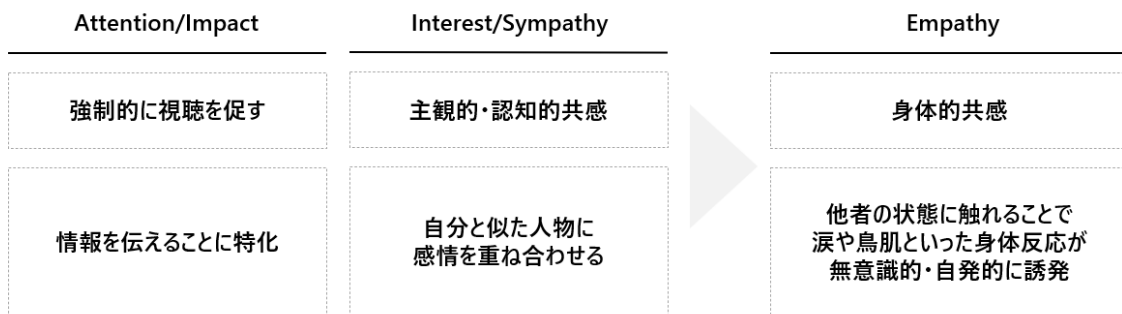 Attention/Impact
Interest/Sympathy
Empathy
強制的に視聴を促す
主観的・認知的共感
身体的共感
情報を伝えることに特化
自分と似た人物に
感情を重ね合わせる
他者の状態に触れることで
涙や鳥肌といった身体反応が
無意識的・自発的に誘発